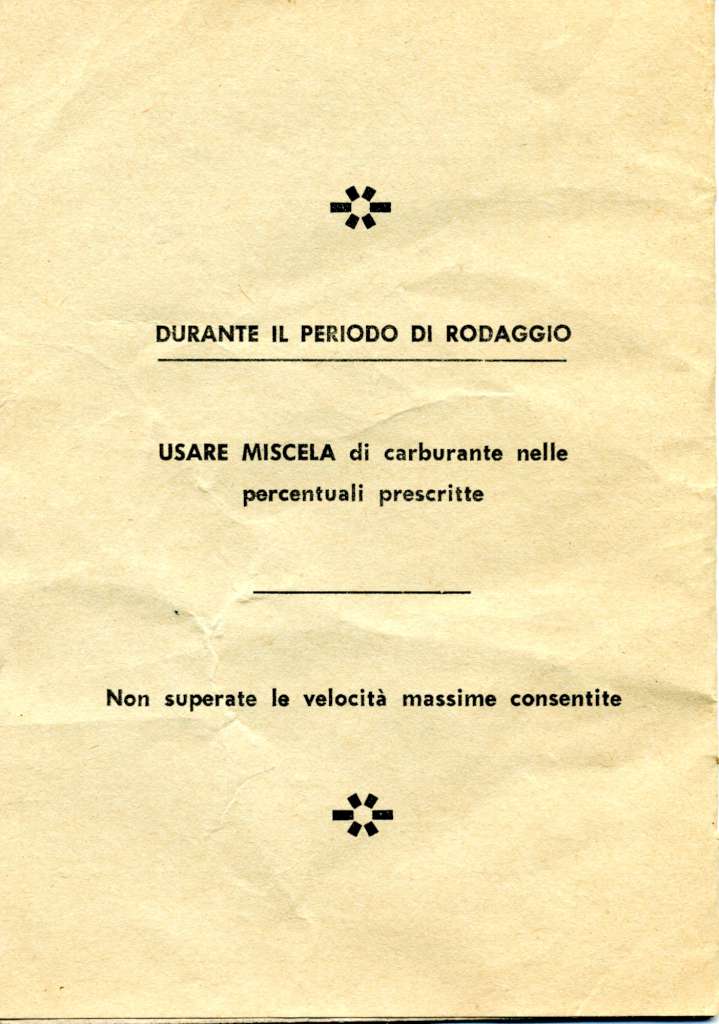 DURANTE IL PERIODO DI RODAGGIO
USARE MISCELA di carburante nelle
percentuali prescritte
Non superate le velocità massime consentite